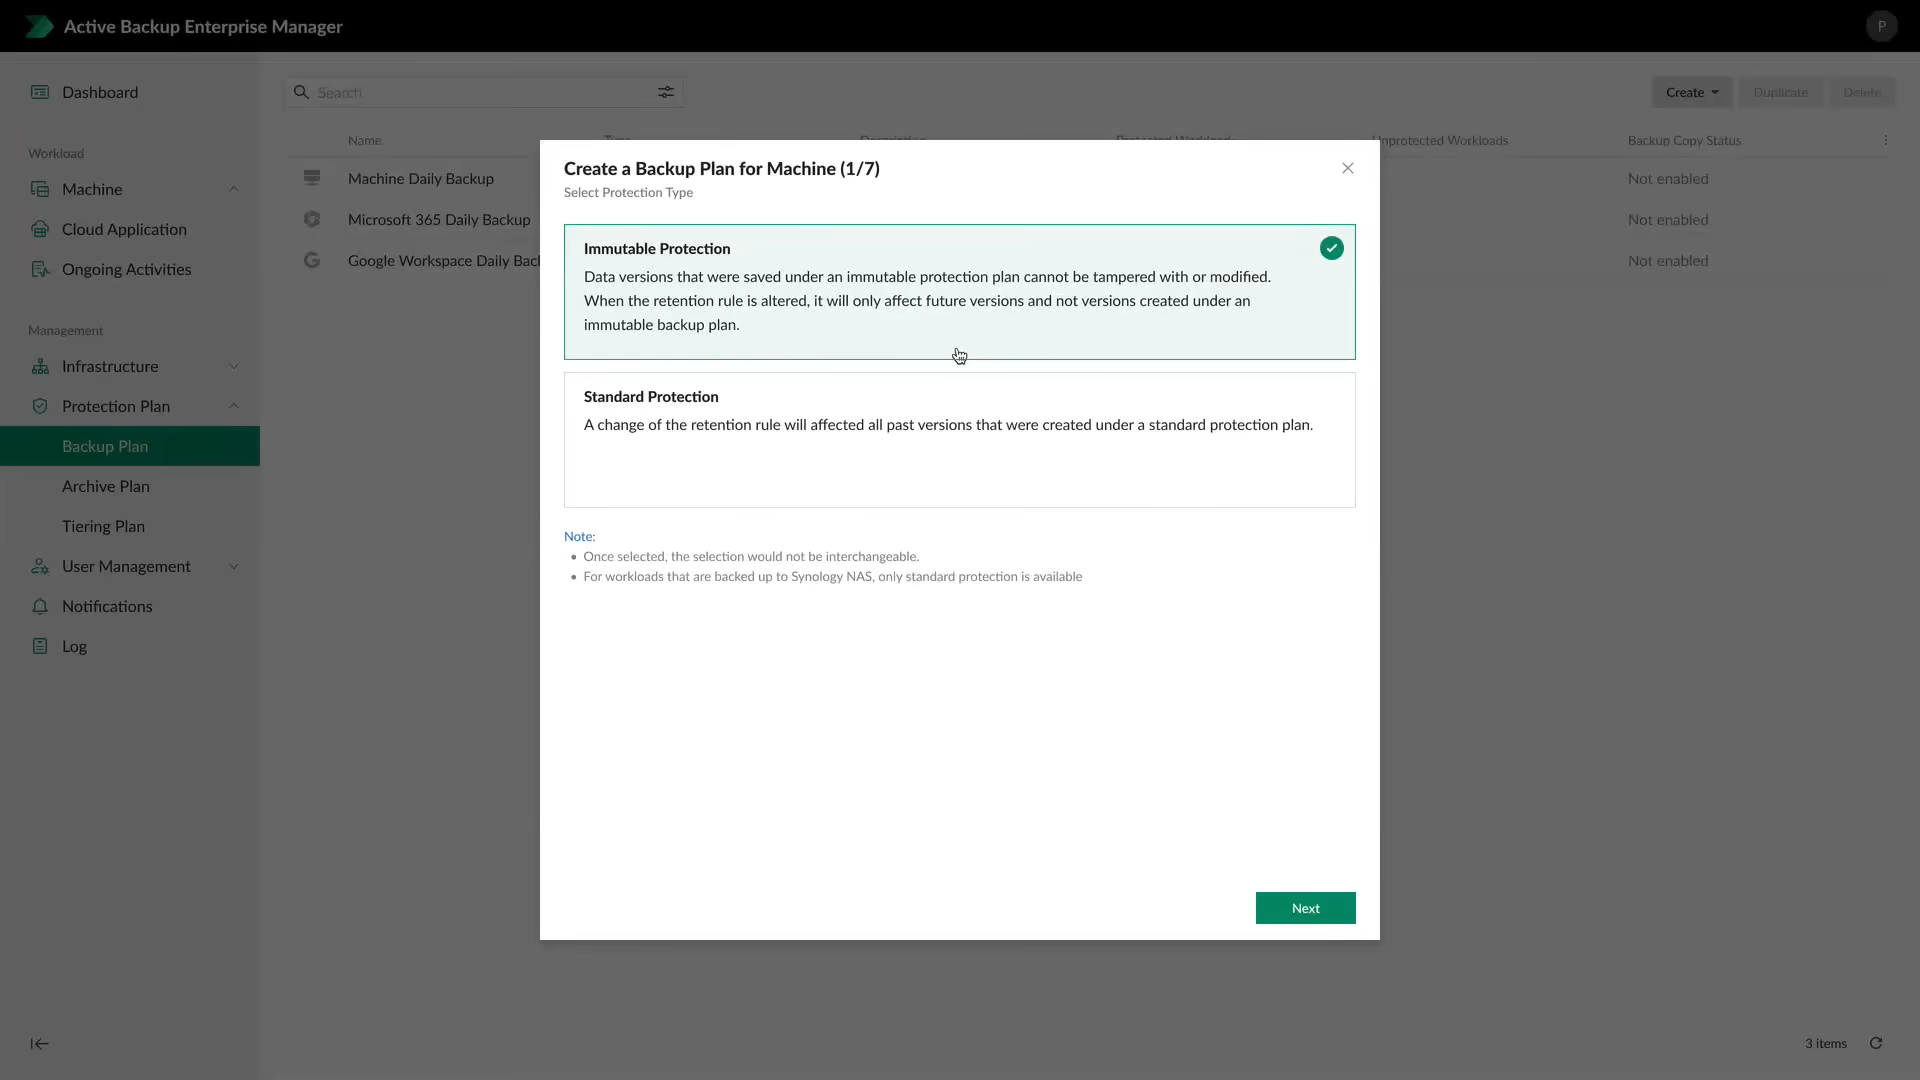 Active Backup Enterprise Manager
P
Dashboard
Workload
Machine
Cloud Application
Ongoing Activities
Management
Infrastructure
Protection Plan
Backup Plan
Archive Plan
Tiering Plan
User Management
Notifications
Log
Search
Create
Duplicate
Delete
Name
Type
Description
Protected Workloads
Unprotected Workloads
Backup Copy Status
Machine Daily Backup
Not enabled
Microsoft 365 Daily Backup
Not enabled
Google Workspace Daily Bac
Not enabled
Create a Backup Plan for Machine (1/7)
Select Protection Type
Immutable Protection
Data versions that were saved under an immutable protection plan cannot be tampered with or modified.
When the retention rule is altered, it will only affect future versions and not versions created under an
immutable backup plan.
Standard Protection
A change of the retention rule will affected all past versions that were created under a standard protection plan.
Note:
• Once selected, the selection would not be interchangeable.
• For workloads that are backed up to Synology NAS, only standard protection is available
Next
3 items